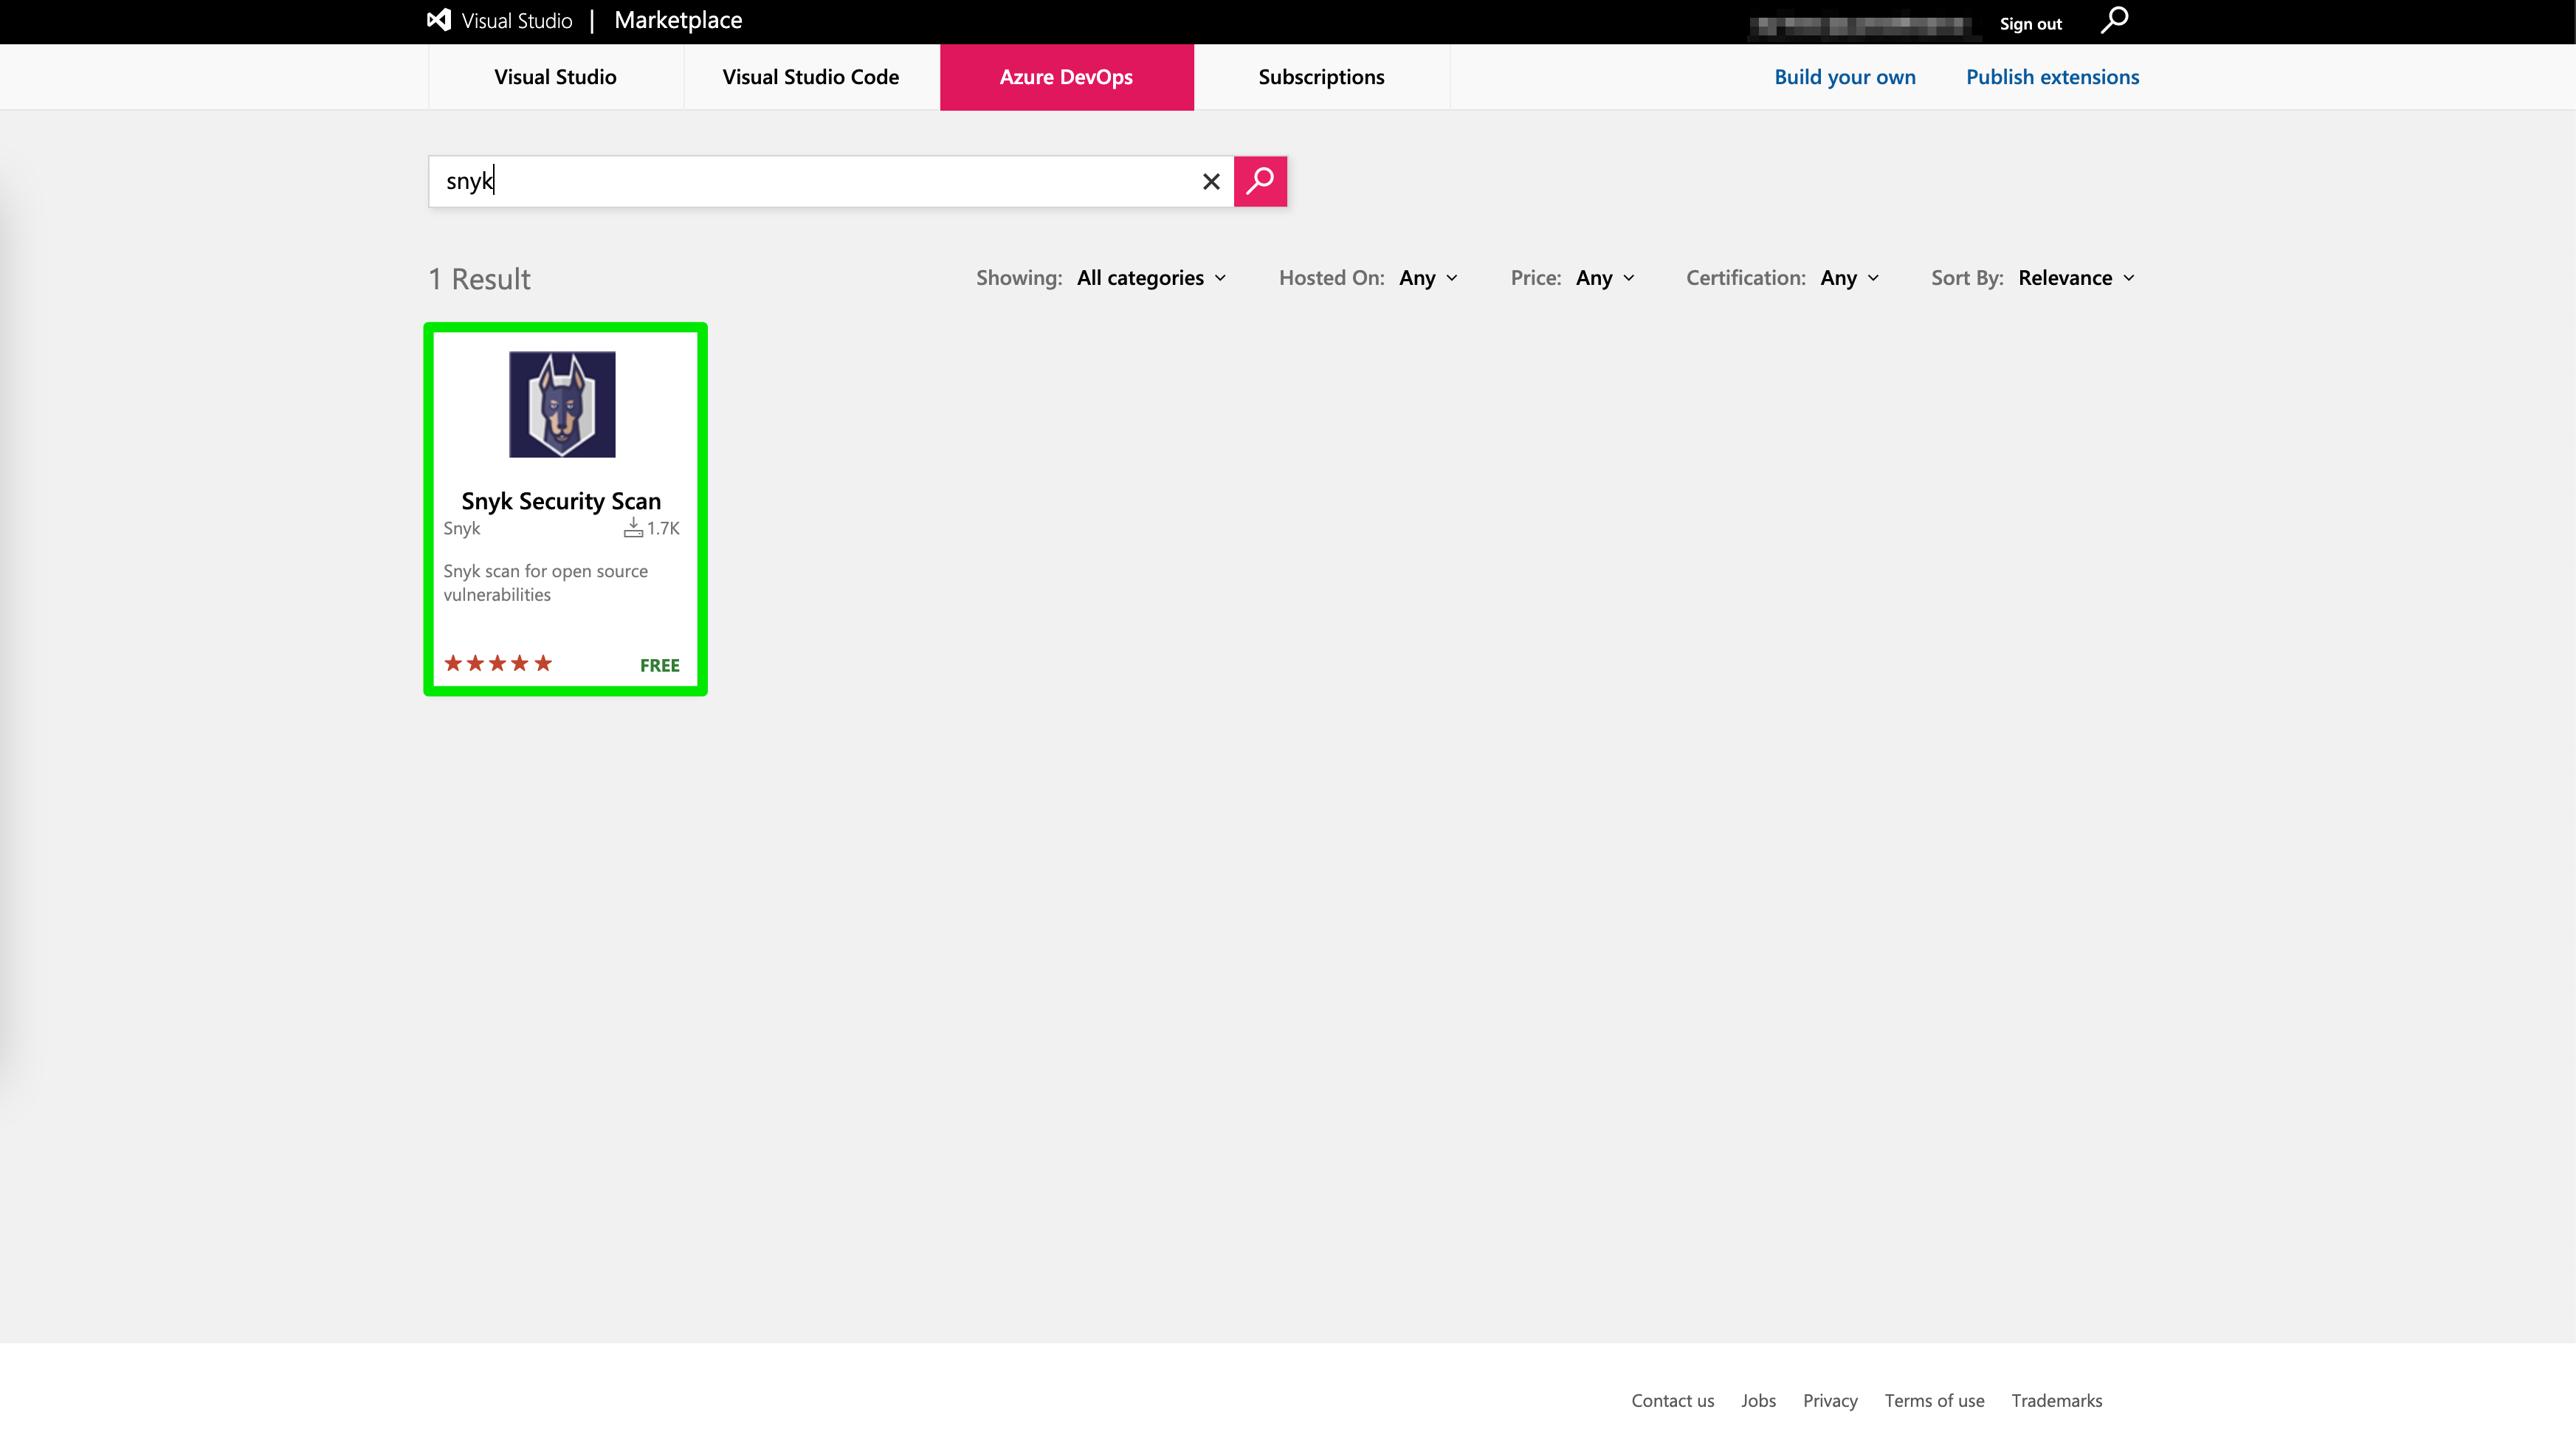 Visual Studio | Marketplace
Sign out
Visual Studio
Visual Studio Code
Azure DevOps
Subscriptions
Build your own
Publish extensions
snyk
1 Result
Showing: All categories
Hosted On: Any
Price: Any
Certification: Any
Sort By: Relevance
Snyk Security Scan
Snyk
1.7K
Snyk scan for open source
vulnerabilities
FREE
Contact us
Jobs
Privacy
Terms of use
Trademarks